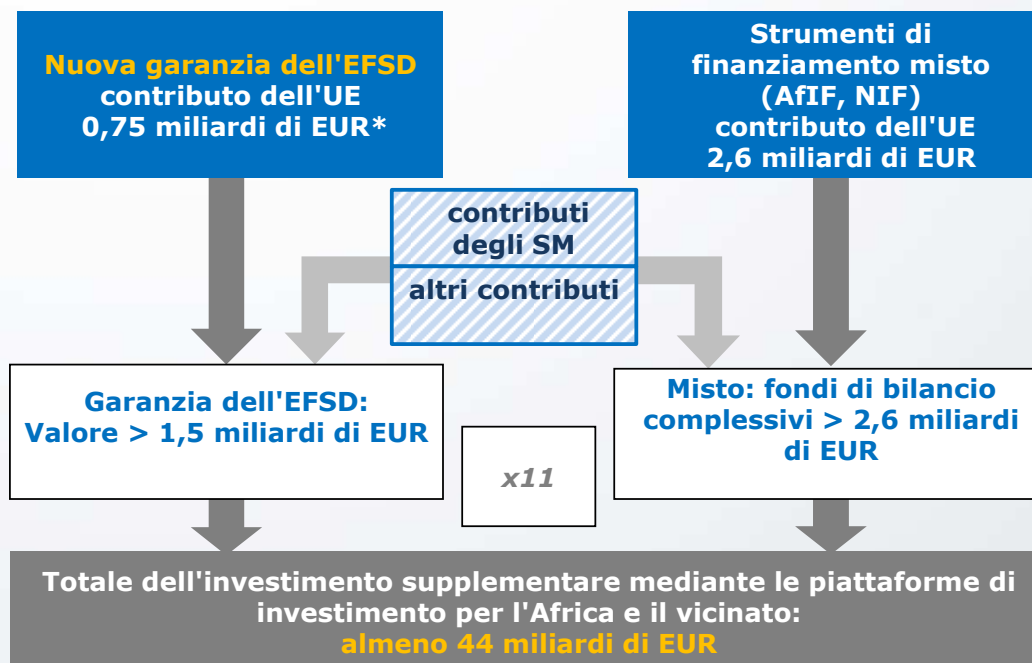 Nuova garanzia dell'EFSD
contributo dell'UE
0,75 miliardi di EUR*
Strumenti di
finanziamento misto
(AfIF, NIF)
contributo dell'UE
2,6 miliardi di EUR
contributi
degli SM
altri contributi
Garanzia dell'EFSD:
Valore > 1,5 miliardi di EUR
Misto: fondi di bilancio
complessivi > 2,6 miliardi
di EUR
x11
Totale dell'investimento supplementare mediante le piattaforme di
investimento per l'Africa e il vicinato:
almeno 44 miliardi di EUR